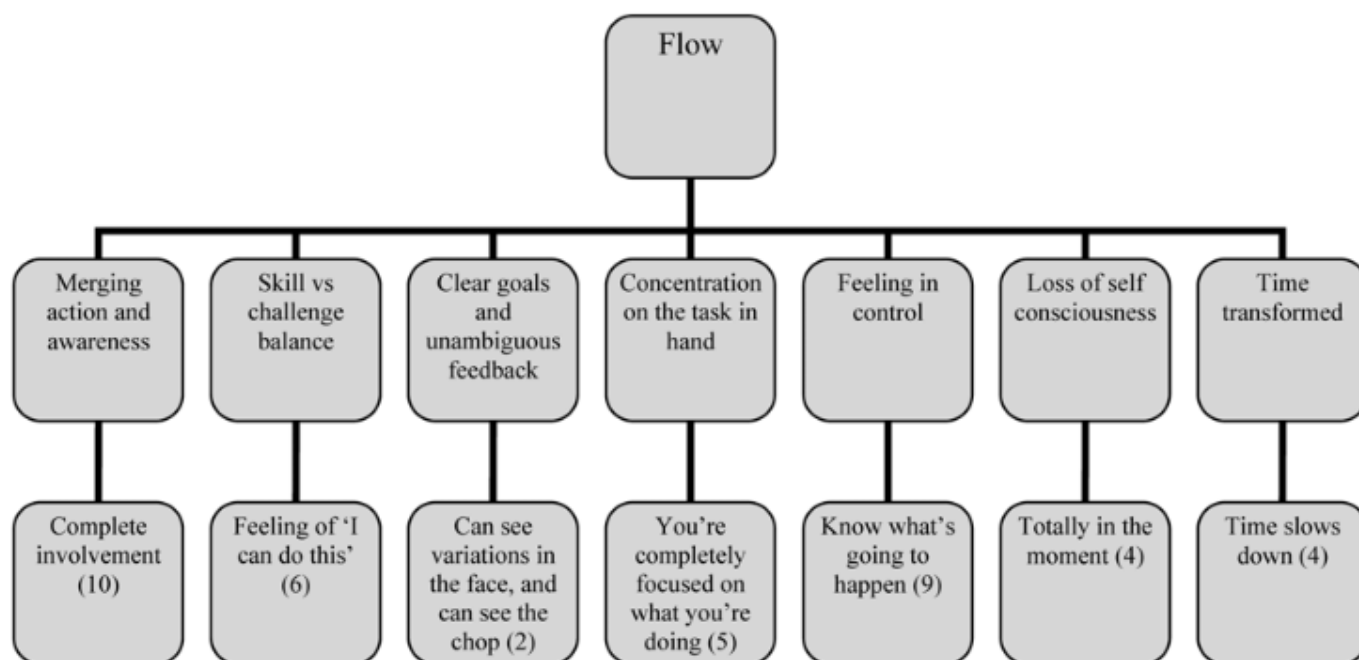 Flow
Merging
action and
awareness
Skill vs
challenge
balance
Clear goals
and
unambiguous
feedback
Concentration
on the task in
hand
Feeling in
control
Loss of self
consciousness
Time
transformed
Complete
involvement
(10)
Feeling of ‘I
can do this’
(6)
Can see
variations in
the face, and
can see the
chop (2)
You’re
completely
focused on
what you’re
doing (5)
Know what’s
going to
happen (9)
Totally in the
moment (4)
Time slows
down (4)